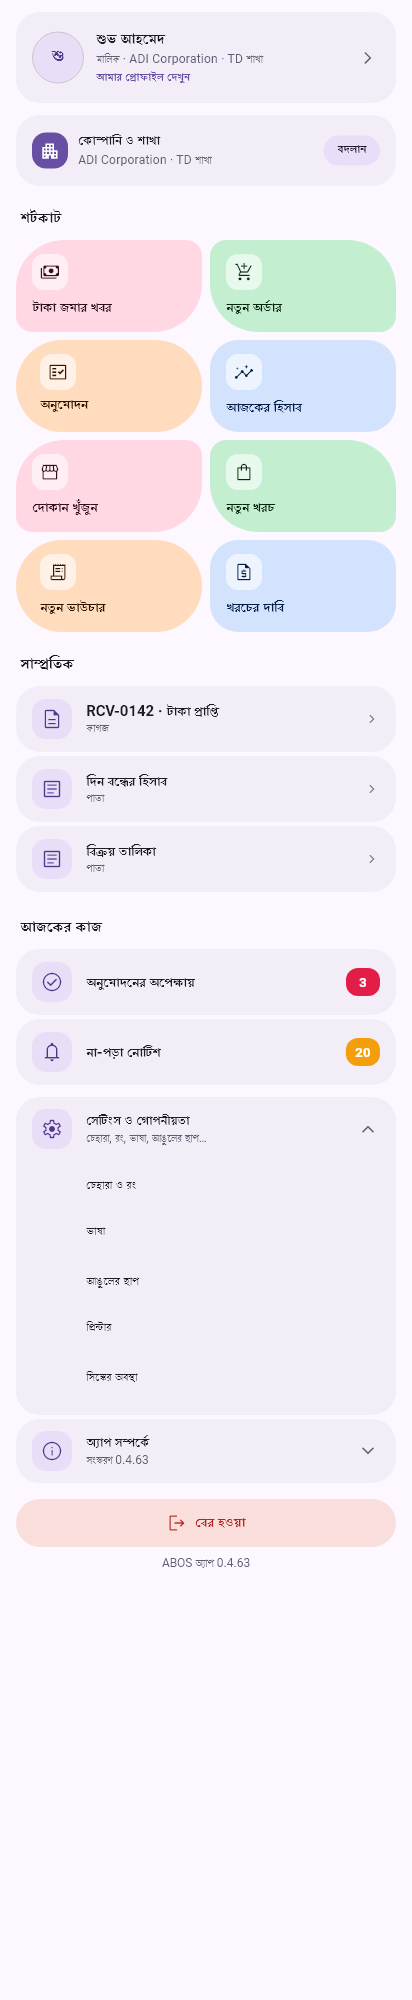 শু
শুভ আহমেদ
মালিক · ADI Corporation · TD শাখা
আমার প্রোফাইল দেখুন
কোম্পানি ও শাখা
ADI Corporation · TD শাখা
বদলান
শর্টকাট
টাকা জমার খবর
নতুন অর্ডার
অনুমোদন
আজকের হিসাব
দোকান খুঁজুন
নতুন খরচ
নতুন ভাউচার
খরচের দাবি
সাম্প্রতিক
RCV-0142 · টাকা প্রাপ্তি
কাগজ
দিন বন্ধের হিসাব
পাতা
বিক্রয় তালিকা
পাতা
আজকের কাজ
অনুমোদনের অপেক্ষায়
3
না-পড়া নোটিশ
20
সেটিংস ও গোপনীয়তা
চেহারা, রং, ভাষা, আঙুলের ছাপ...
চেহারা ও রং
ভাষা
আঙুলের ছাপ
প্রিন্টার
সিঙ্কের অবস্থা
অ্যাপ সম্পর্কে
সংস্করণ 0.4.63
বের হওয়া
ABOS অ্যাপ 0.4.63